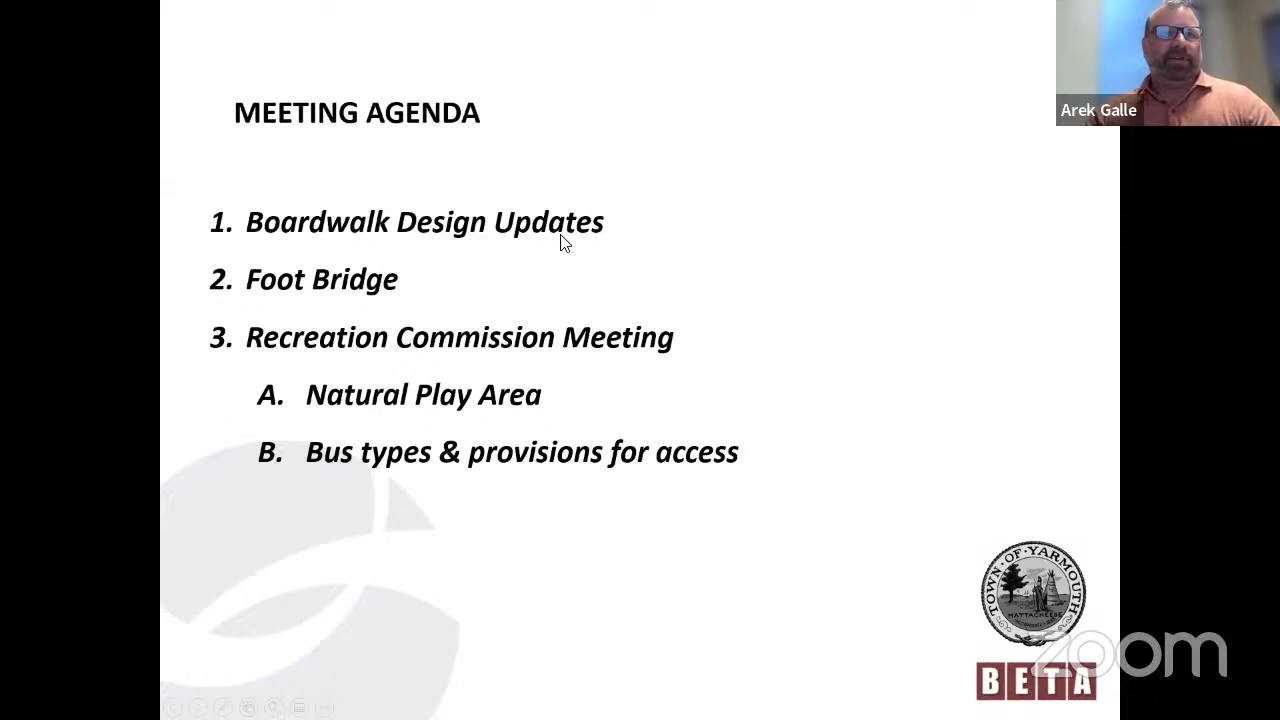 MEETING AGENDA
Arek Galle
1. Boardwalk Design Updates
2. Foot Bridge
3. Recreation Commission Meeting
A. Natural Play Area
B. Bus types & provisions for access
TOWN · OF · YARMOUTH
MATTACHEESE
zoom
BETA